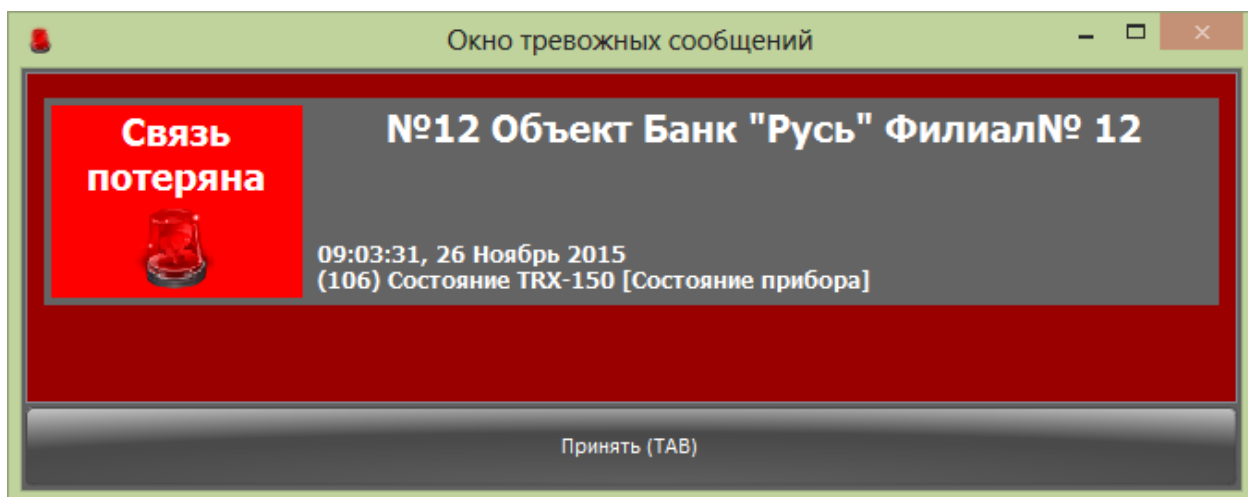 Окно тревожных сообщений
Связь
потеряна
№12 Объект Банк "Русь" Филиал№ 12
09:03:31, 26 Ноябрь 2015
(106) Состояние TRX-150 [Состояние прибора]
Принять (TAB)